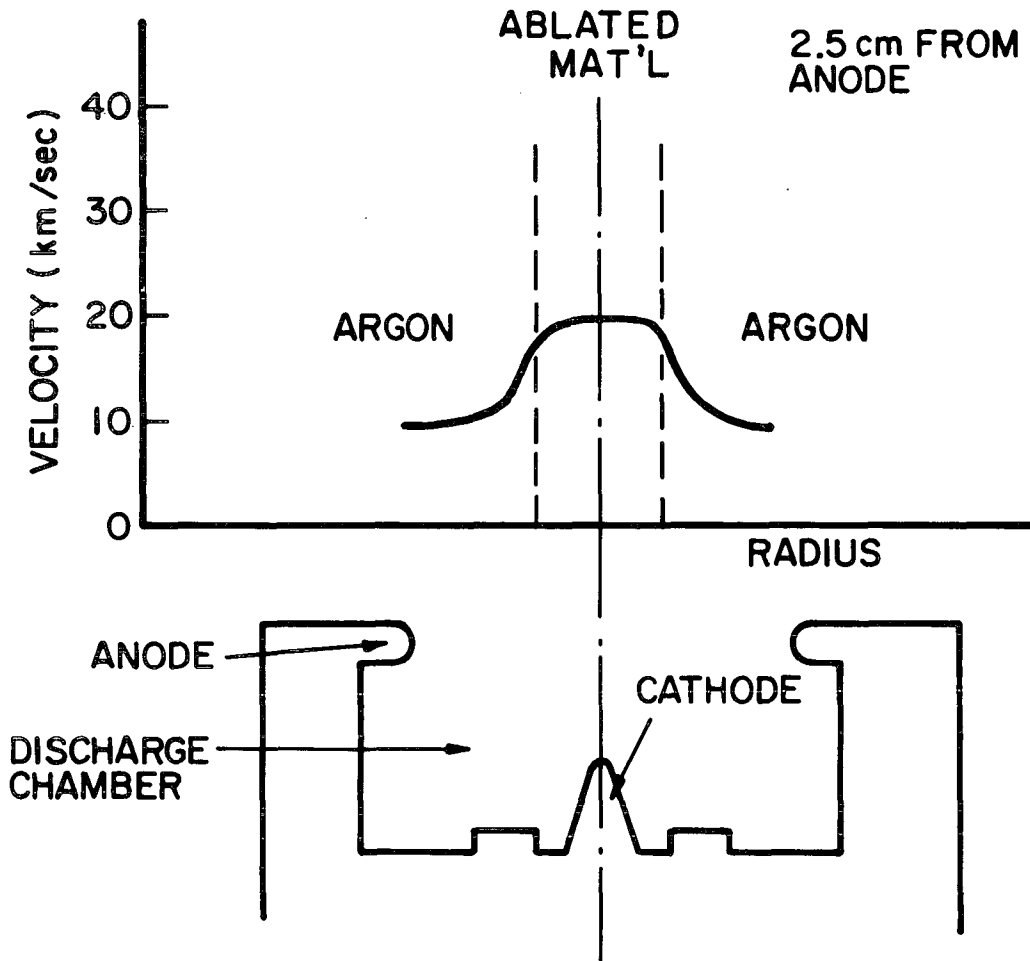 ABLATED
MAT'L
2.5 cm FROM
ANODE
VELOCITY (km/sec)
40
30
20
10
0
ARGON
ARGON
RADIUS
ANODE
CATHODE
DISCHARGE
CHAMBER